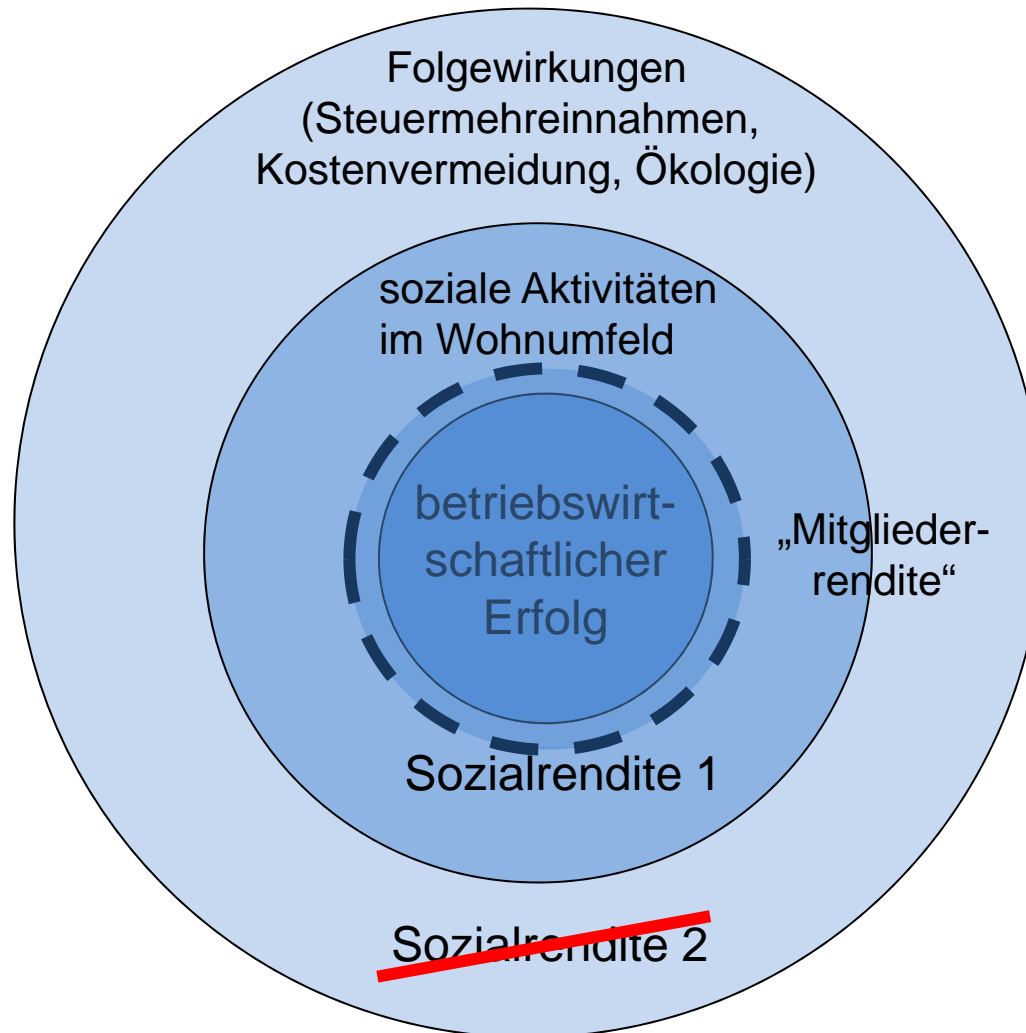 Folgewirkungen
(Steuermehreinnahmen,
Kostenvermeidung, Ökologie)
soziale Aktivitäten
im Wohnumfeld
betriebswirt-
schaftlicher
Erfolg
„Mitglieder-
rendite“
Sozialrendite 1
Sozialrendite 2